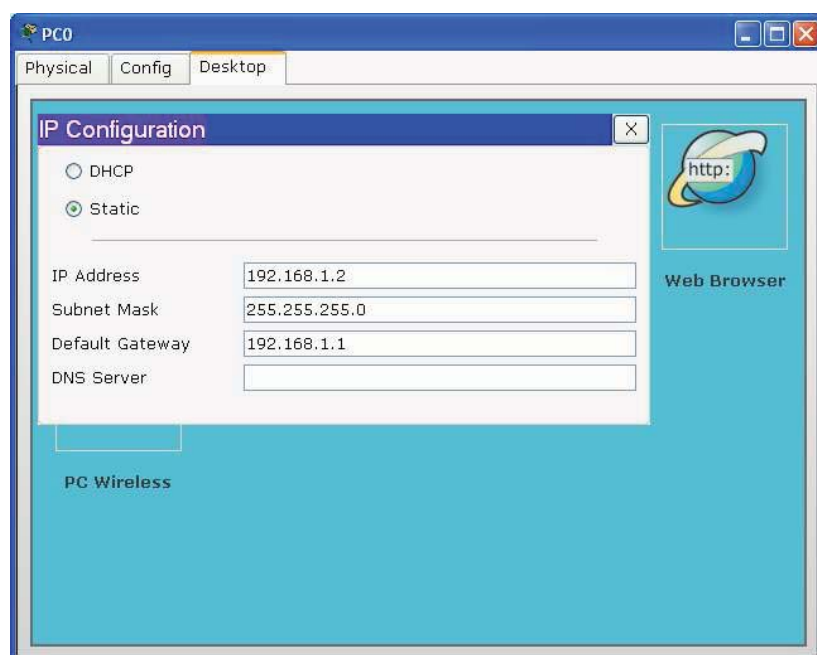 PC0
Physical Config Desktop
IP Configuration X
DHCP
Static
http:
IP Address 192.168.1.2
Web Browser
Subnet Mask 255.255.255.0
Default Gateway 192.168.1.1
DNS Server
PC Wireless